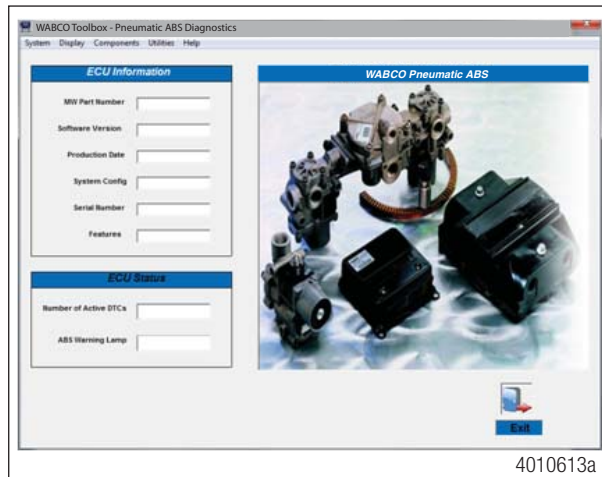 WABCO Toolbox - Pneumatic ABS Diagnostics
System Display Components Utilities Help
ECU Information
WABCO Pneumatic ABS
MW Part Number
Software Version
Production Date
System Config
Serial Number
Features
ECU Status
Number of Active DTCs
ABS Warning Lamp
Exit
4010613a